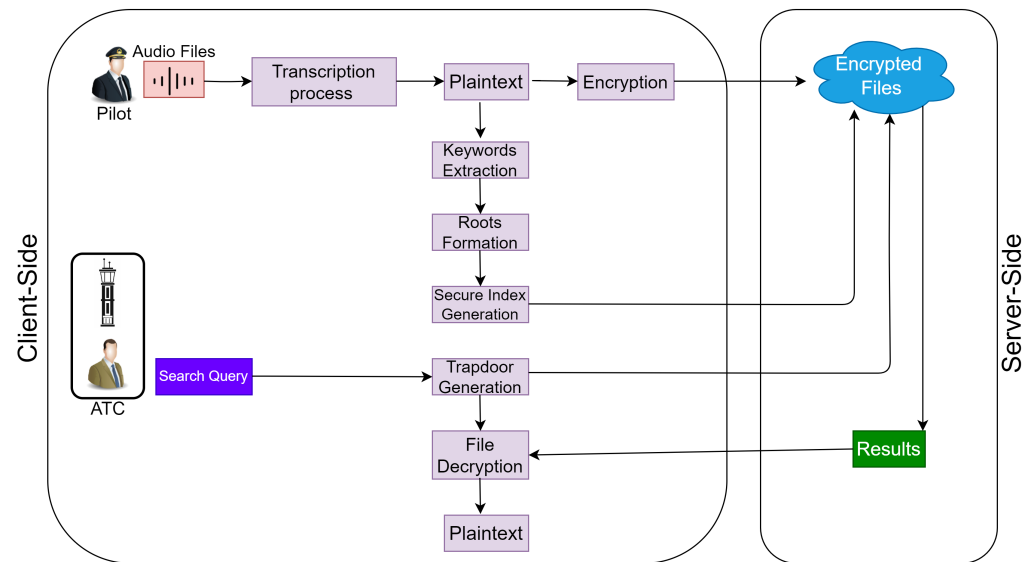 Audio Files
Pilot
Transcription
process
Plaintext
Encryption
Encrypted
Files
Keywords
Extraction
Roots
Formation
Secure Index
Generation
Client-Side
Server-Side
ATC
Search Query
Trapdoor
Generation
File
Decryption
Results
Plaintext